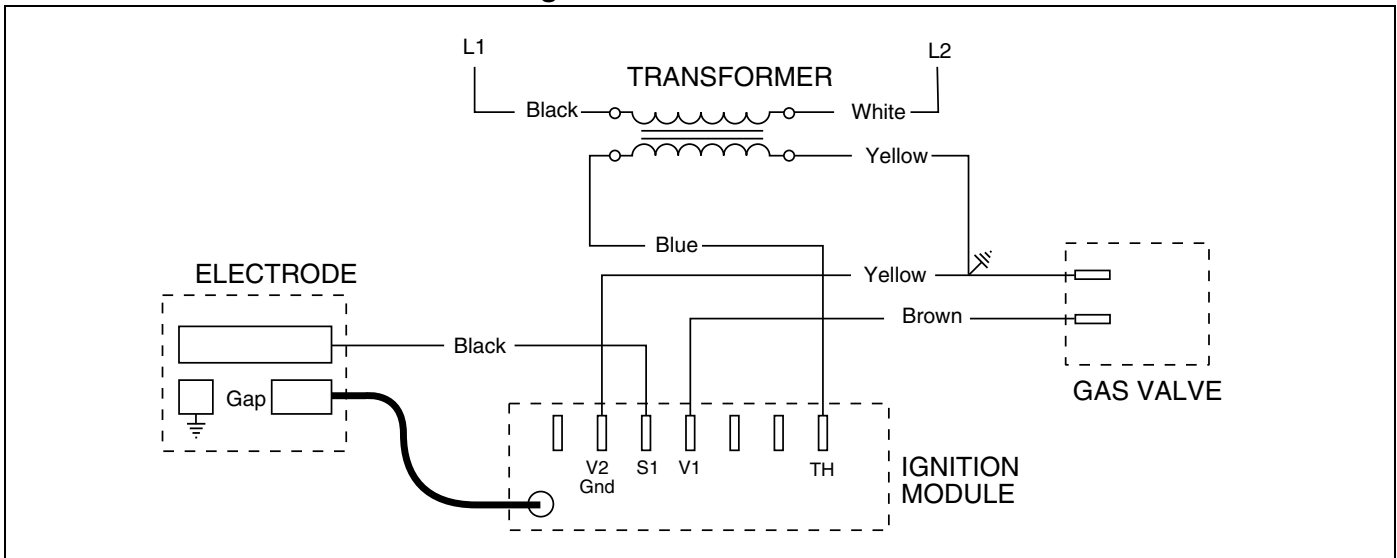 L1
L2
TRANSFORMER
Black
White
Yellow
Blue
ELECTRODE
Yellow
Brown
Black
Gap
GAS VALVE
V2
Gnd
S1
V1
TH
IGNITION
MODULE